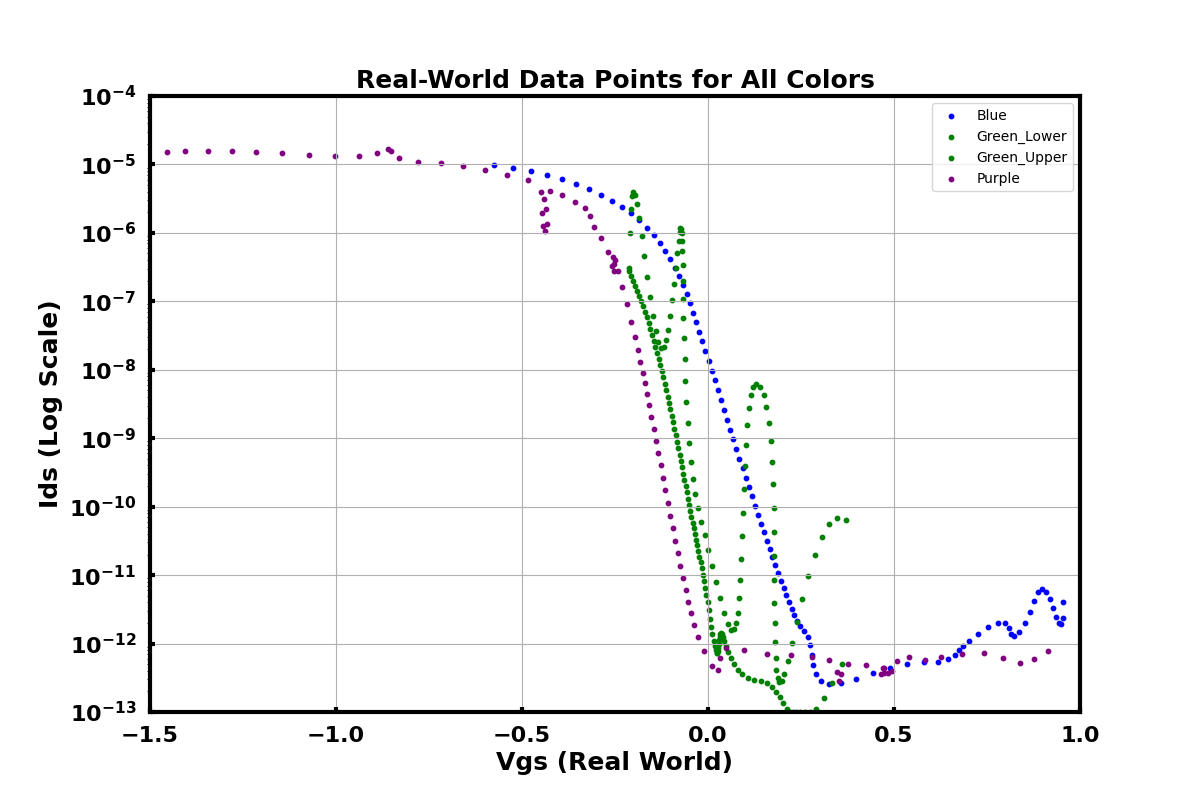 Real-World Data Points for All Colors
Blue
Green_Lower
Green_Upper
Purple
Ids (Log Scale)
10⁻⁴
10⁻⁵
10⁻⁶
10⁻⁷
10⁻⁸
10⁻⁹
10⁻¹⁰
10⁻¹¹
10⁻¹²
10⁻¹³
−1.5 −1.0 −0.5 0.0 0.5 1.0
Vgs (Real World)